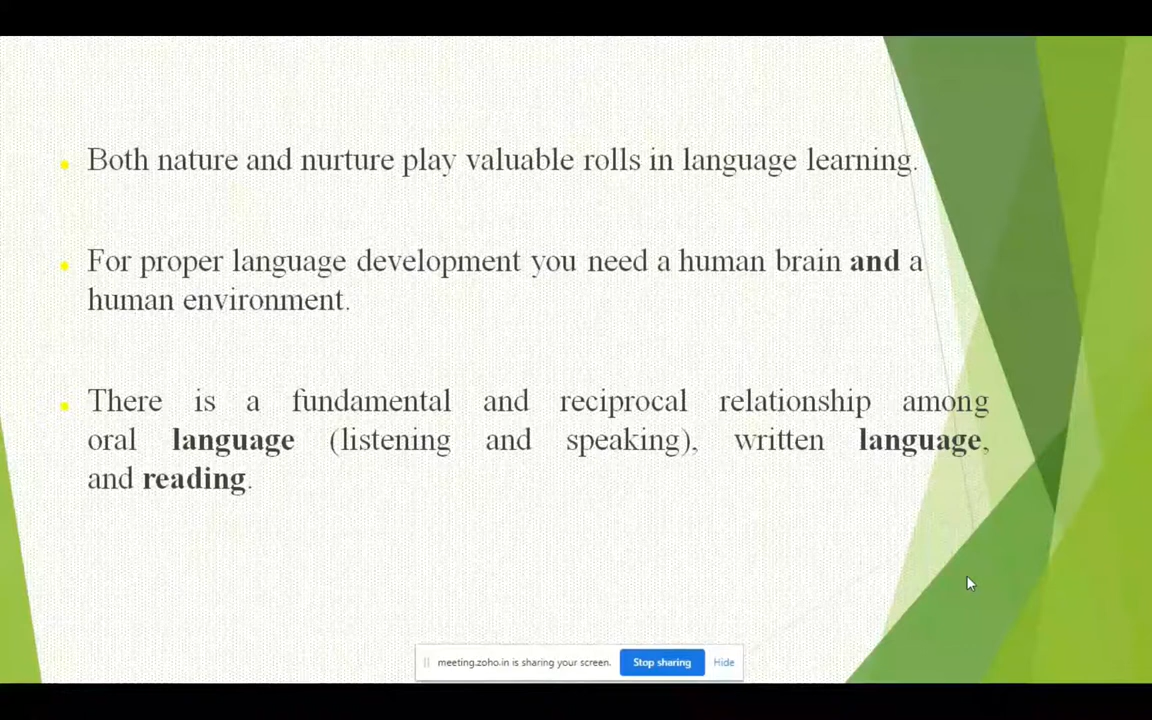 Both nature and nurture play valuable rolls in language learning.
For proper language development you need a human brain and a
human environment.
There is a fundamental and reciprocal relationship among
oral language (listening and speaking), written language,
and reading.
meeting.zoho.in is sharing your screen. Stop sharing Hide